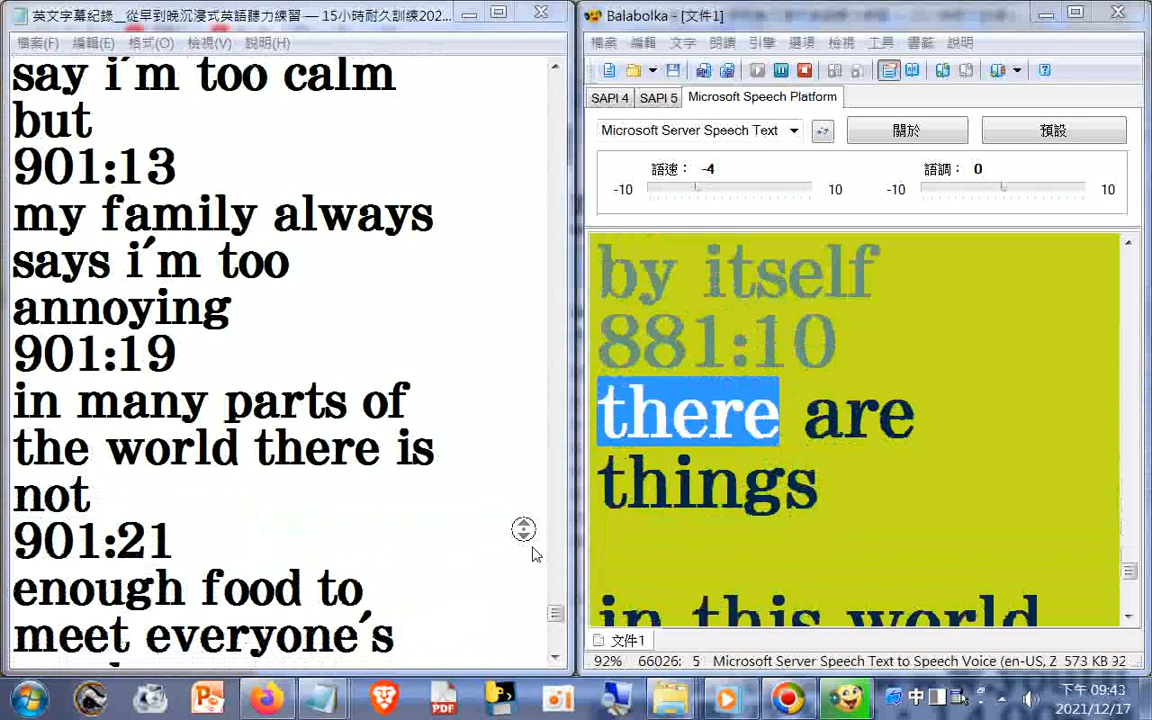 英文字幕紀錄__從早到晚沉浸式英語聽力練習 — 15小時耐久訓練202...
檔案(F) 編輯(E) 格式(O) 檢視(V) 說明(H)
say i´m too calm
but
901:13
my family always
says i´m too
annoying
901:19
in many parts of
the world there is
not
901:21
enough food to
meet everyone´s
Balabolka - [文件1]
檔案 編輯 文字 朗讀 引擎 選項 檢視 工具 書籤 說明
SAPI 4 SAPI 5 Microsoft Speech Platform
Microsoft Server Speech Text 關於 預設
語速： -4 語調： 0
-10 10 -10 10
by itself
881:10
there are
things
in this world
文件1
92% 66026: 5 Microsoft Server Speech Text to Speech Voice (en-US, Z 573 KB 92
PDF 中 下午 09:43
2021/12/17